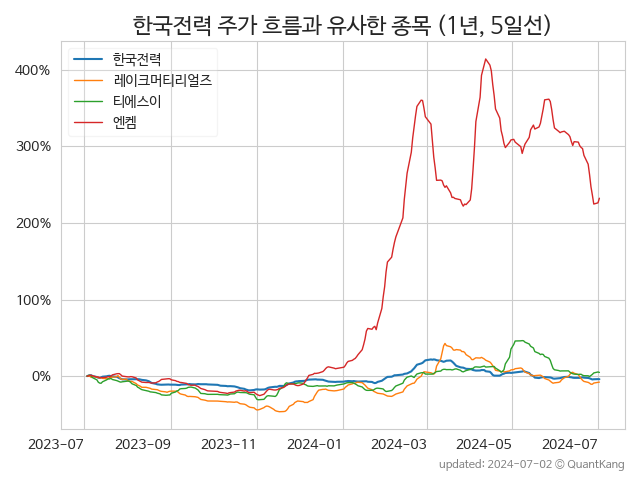 한국전력 주가 흐름과 유사한 종목 (1년, 5일선)
한국전력
레이크머티리얼즈
티에스이
엔켐
400%
300%
200%
100%
0%
2023-07
2023-09
2023-11
2024-01
2024-03
2024-05
2024-07
updated: 2024-07-02 © QuantKang